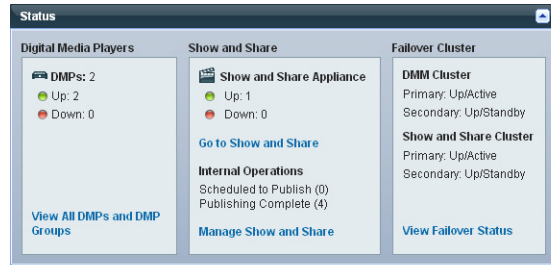 Status
Digital Media Players
DMPs: 2
Up: 2
Down: 0
View All DMPs and DMP
Groups
Show and Share
Show and Share Appliance
Up: 1
Down: 0
Go to Show and Share
Internal Operations
Scheduled to Publish (0)
Publishing Complete (4)
Manage Show and Share
Failover Cluster
DMM Cluster
Primary: Up/Active
Secondary: Up/Standby
Show and Share Cluster
Primary: Up/Active
Secondary: Up/Standby
View Failover Status